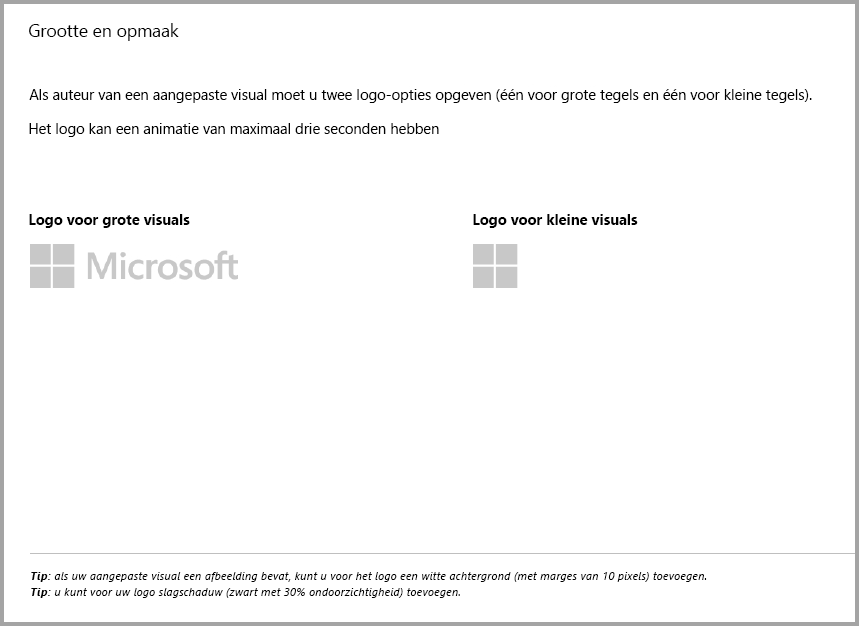 Grootte en opmaak
Als auteur van een aangepaste visual moet u twee logo-opties opgeven (één voor grote tegels en één voor kleine tegels).
Het logo kan een animatie van maximaal drie seconden hebben
Logo voor grote visuals
Microsoft
Logo voor kleine visuals
Tip: als uw aangepaste visual een afbeelding bevat, kunt u voor het logo een witte achtergrond (met marges van 10 pixels) toevoegen.
Tip: u kunt voor uw logo slagschaduw (zwart met 30% ondoorzichtigheid) toevoegen.